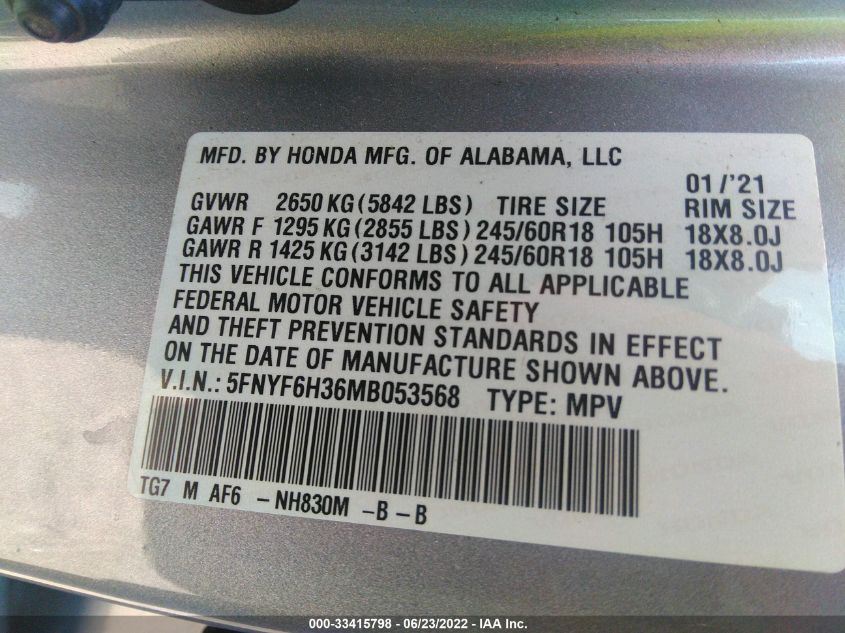 MFD. BY HONDA MFG. OF ALABAMA, LLC
01/'21
GVWR 2650 KG (5842 LBS) TIRE SIZE RIM SIZE
GAWR F 1295 KG (2855 LBS) 245/60R18 105H 18X8.0J
GAWR R 1425 KG (3142 LBS) 245/60R18 105H 18X8.0J
THIS VEHICLE CONFORMS TO ALL APPLICABLE
FEDERAL MOTOR VEHICLE SAFETY
AND THEFT PREVENTION STANDARDS IN EFFECT
ON THE DATE OF MANUFACTURE SHOWN ABOVE.
V.I.N.: 5FNYF6H36MB053568 TYPE: MPV
TG7 M AF6 -NH830M -B-B
000-33415798 - 06/23/2022 - IAA Inc.